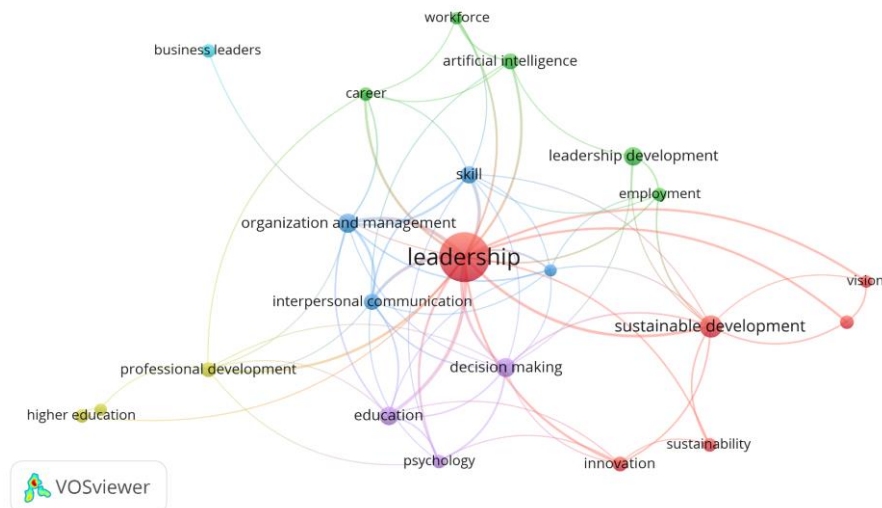 workforce
business leaders
artificial intelligence
career
leadership development
skill
employment
organization and management
leadership
vision
interpersonal communication
sustainable development
professional development
decision making
higher education
education
sustainability
psychology
innovation
VOSviewer